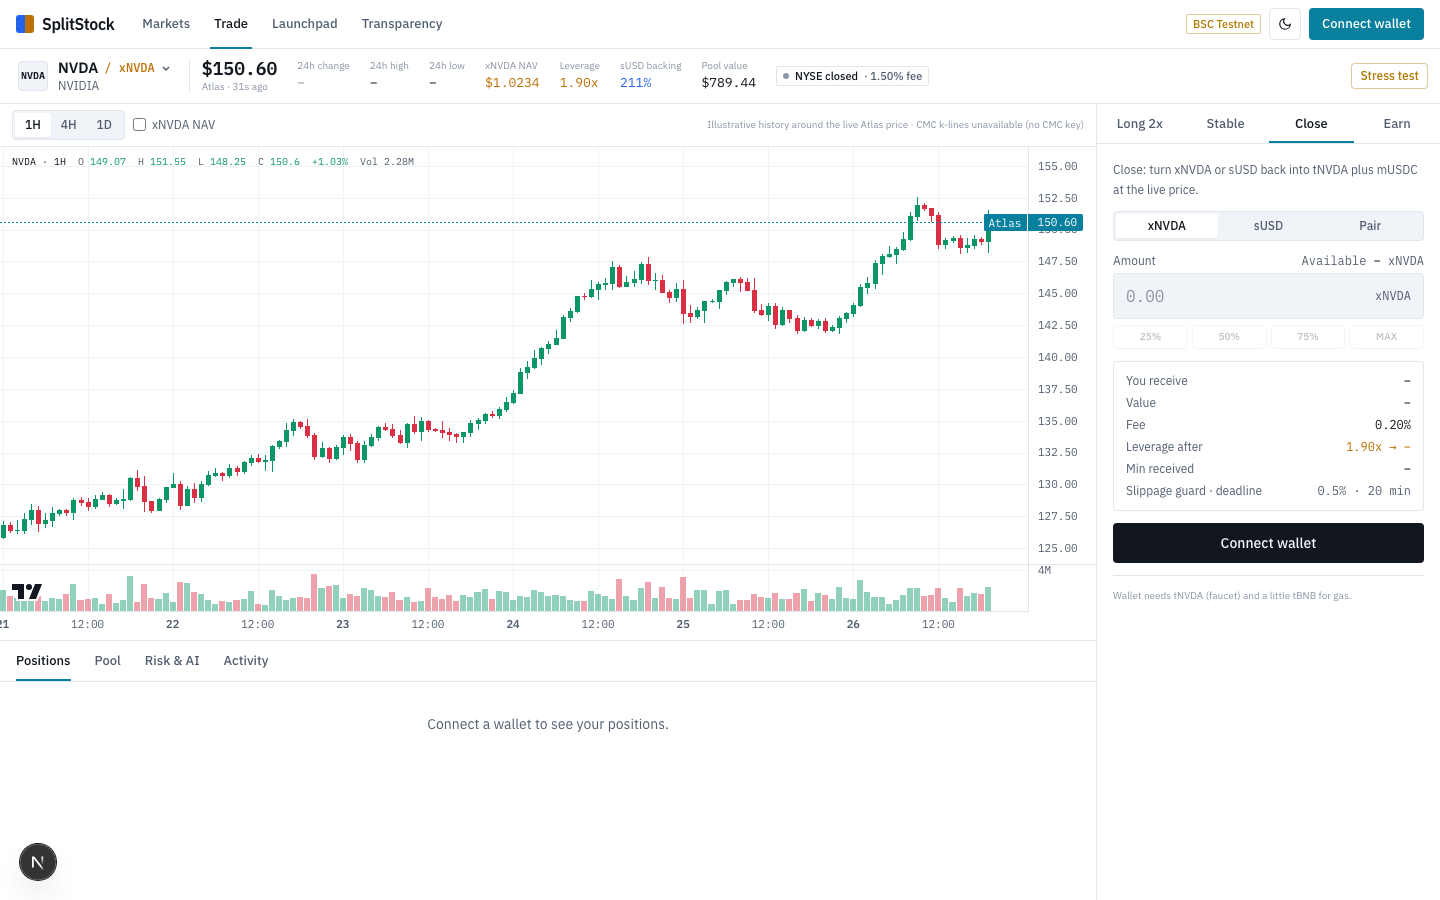 SplitStock
Markets
Trade
Launchpad
Transparency
BSC Testnet
Connect wallet
NVDA
NVDA / xNVDA
NVIDIA
$150.60
Atlas · 31s ago
24h change
–
24h high
–
24h low
–
xNVDA NAV
$1.0234
Leverage
1.90x
sUSD backing
211%
Pool value
$789.44
NYSE closed · 1.50% fee
Stress test
1H 4H 1D
xNVDA NAV
Illustrative history around the live Atlas price · CMC k-lines unavailable (no CMC key)
NVDA · 1H O 149.07 H 151.55 L 148.25 C 150.6 +1.03% Vol 2.28M
155.00
152.50
Atlas 150.60
147.50
145.00
142.50
140.00
137.50
135.00
132.50
130.00
127.50
125.00
4M
21 12:00 22 12:00 23 12:00 24 12:00 25 12:00 26 12:00
Positions
Pool
Risk & AI
Activity
Connect a wallet to see your positions.
N
Long 2x
Stable
Close
Earn
Close: turn xNVDA or sUSD back into tNVDA plus mUSDC
at the live price.
xNVDA
sUSD
Pair
Amount
Available – xNVDA
0.00
xNVDA
25%
50%
75%
MAX
You receive –
Value –
Fee 0.20%
Leverage after 1.90x → –
Min received –
Slippage guard · deadline 0.5% · 20 min
Connect wallet
Wallet needs tNVDA (faucet) and a little tBNB for gas.